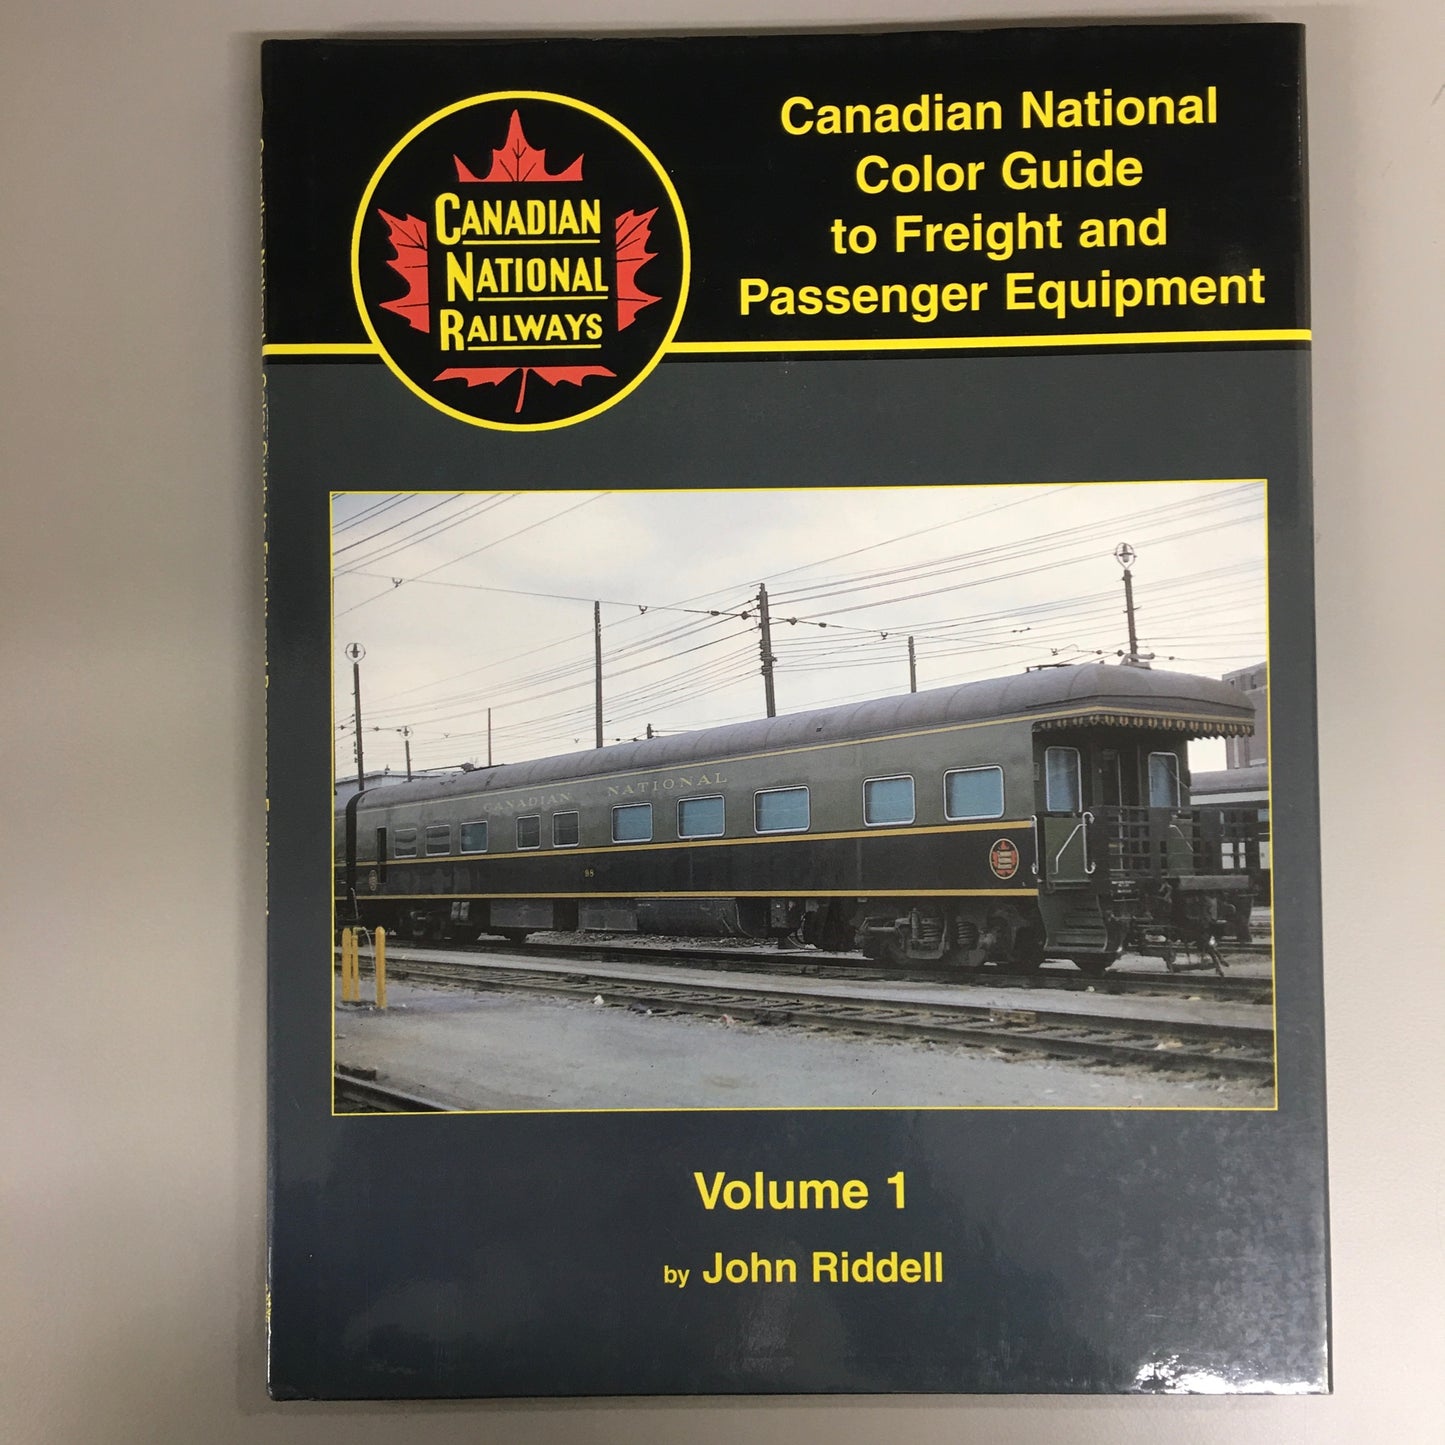 CANADIAN
NATIONAL
RAILWAYS
Canadian National
Color Guide
to Freight and
Passenger Equipment
CANADIAN NATIONAL
98
Volume 1
by John Riddell